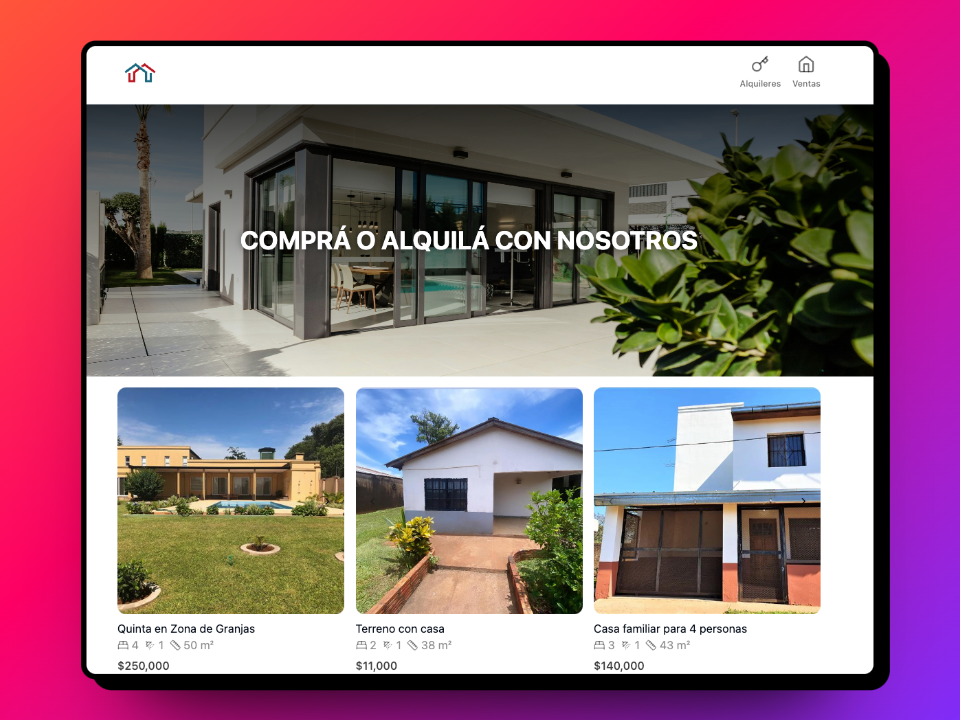 Alquileres
Ventas
COMPRÁ O ALQUILÁ CON NOSOTROS
Quinta en Zona de Granjas
4 1 50 m²
$250,000
Terreno con casa
2 1 38 m²
$11,000
Casa familiar para 4 personas
3 1 43 m²
$140,000